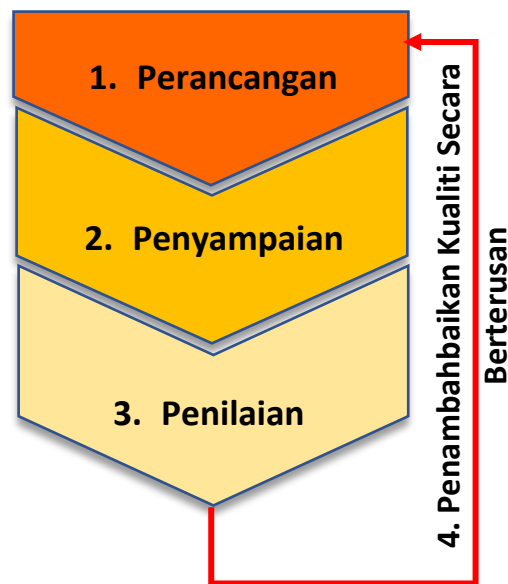 1. Perancangan
2. Penyampaian
3. Penilaian
4. Penambahbaikan Kualiti Secara
Berterusan